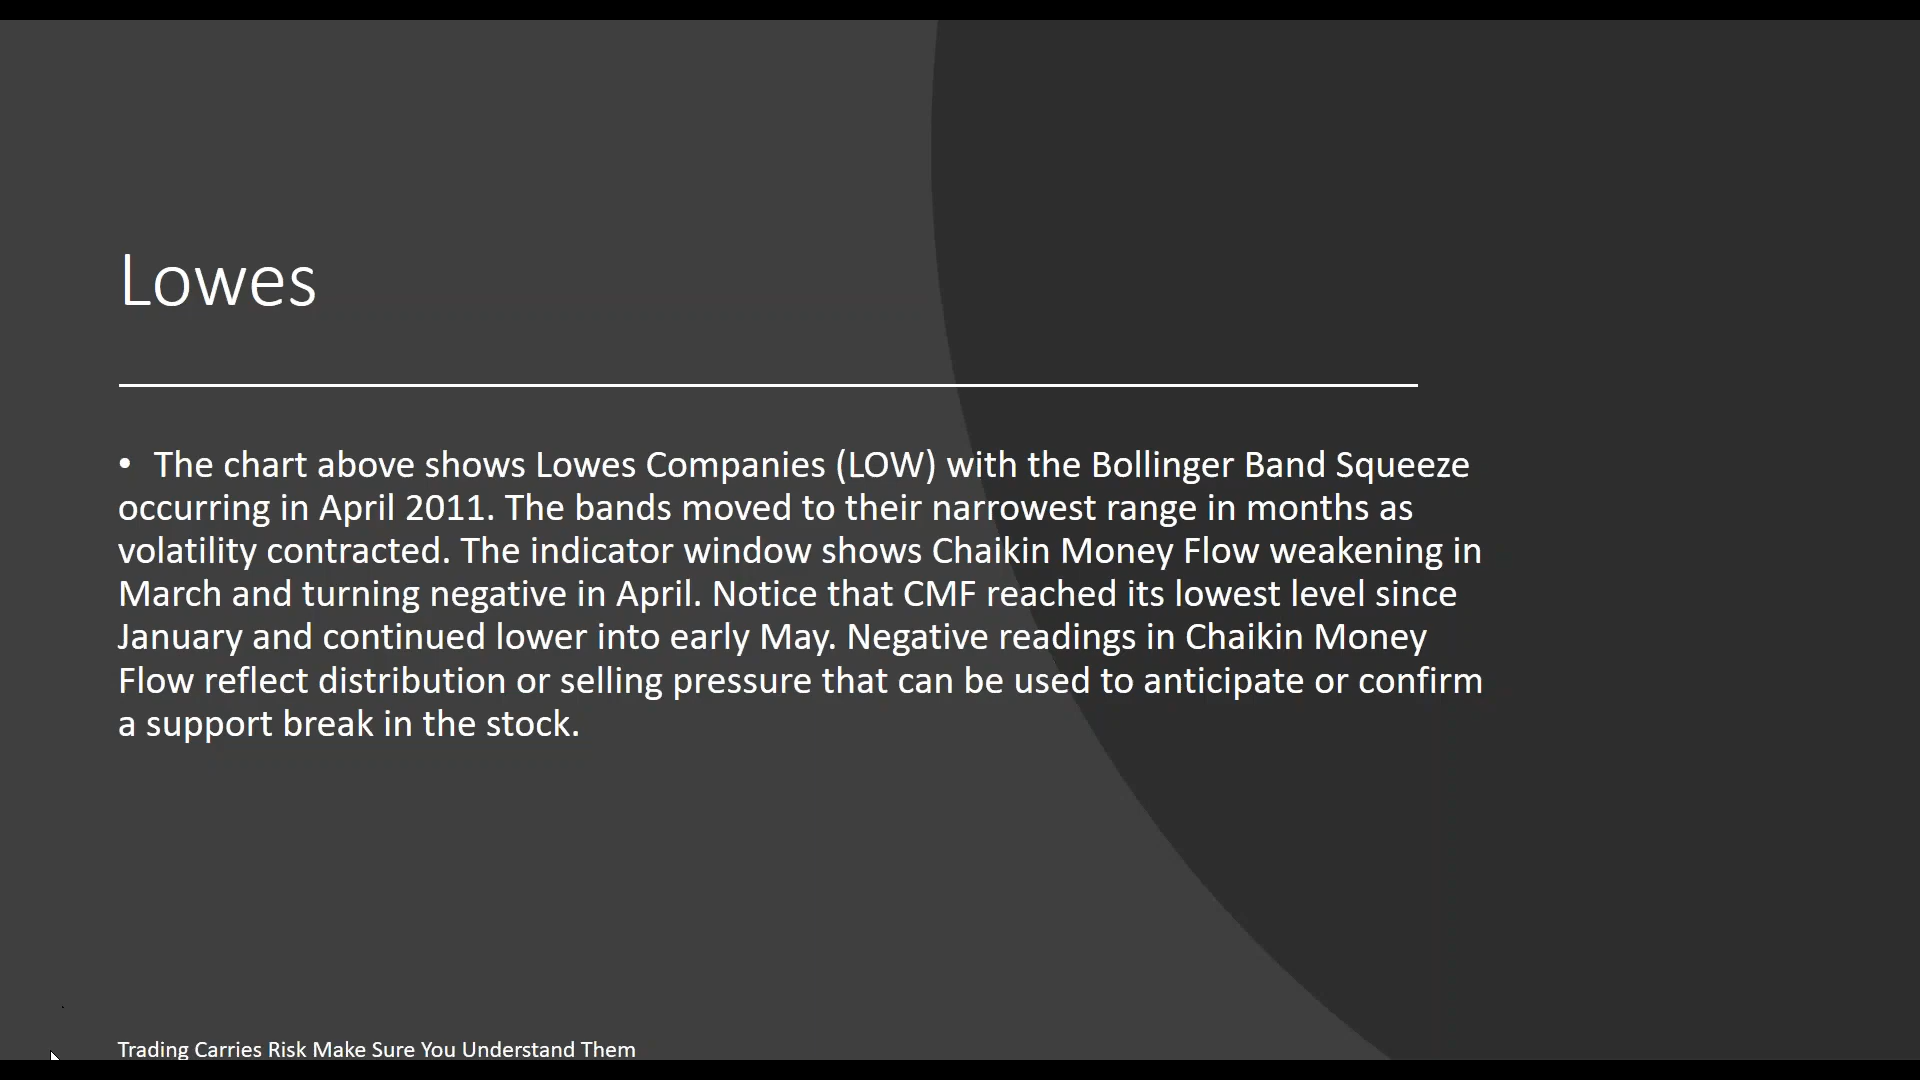 Lowes
• The chart above shows Lowes Companies (LOW) with the Bollinger Band Squeeze
occurring in April 2011. The bands moved to their narrowest range in months as
volatility contracted. The indicator window shows Chaikin Money Flow weakening in
March and turning negative in April. Notice that CMF reached its lowest level since
January and continued lower into early May. Negative readings in Chaikin Money
Flow reflect distribution or selling pressure that can be used to anticipate or confirm
a support break in the stock.
Trading Carries Risk Make Sure You Understand Them